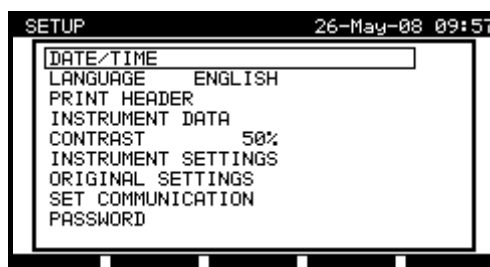 SETUP 26-May-08 09:57
DATE/TIME
LANGUAGE ENGLISH
PRINT HEADER
INSTRUMENT DATA
CONTRAST 50%
INSTRUMENT SETTINGS
ORIGINAL SETTINGS
SET COMMUNICATION
PASSWORD